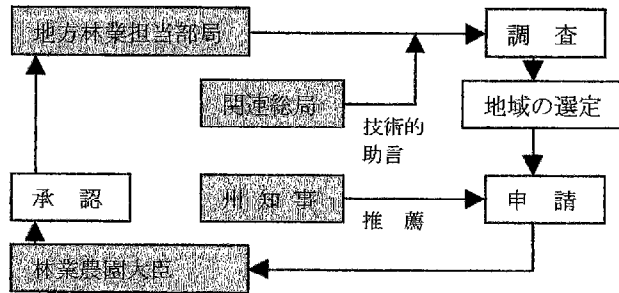 地方林業担当部局
調 査
関連総局
技術的
助言
地域の選定
承 認
州 知 事
推 薦
申 請
林業農園大臣